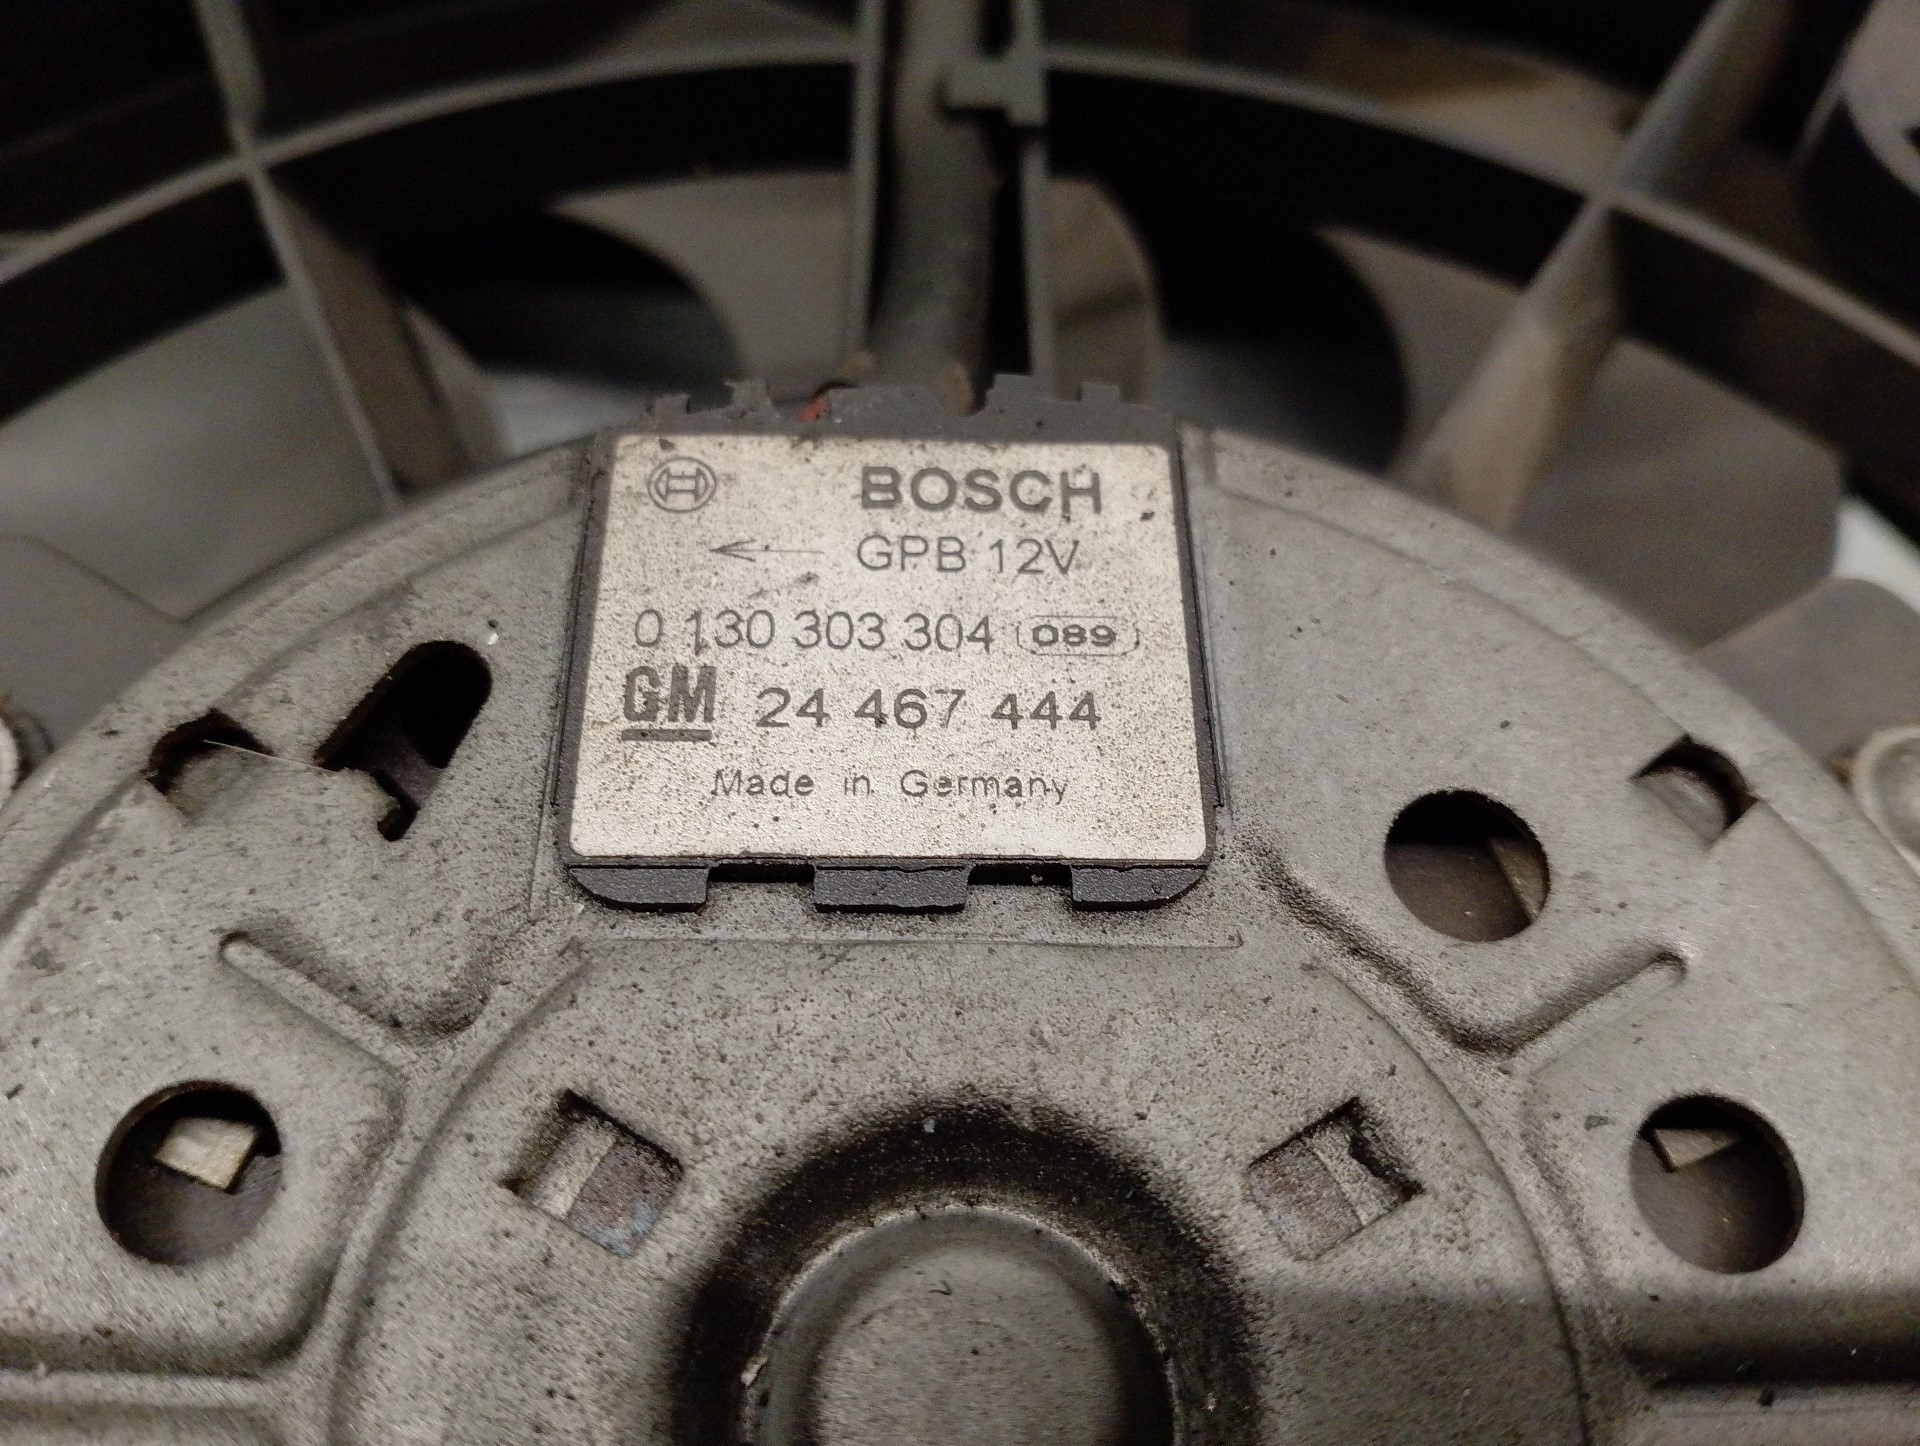 BOSCH
GPB 12V
0 130 303 304 089
GM 24 467 444
Made in Germany